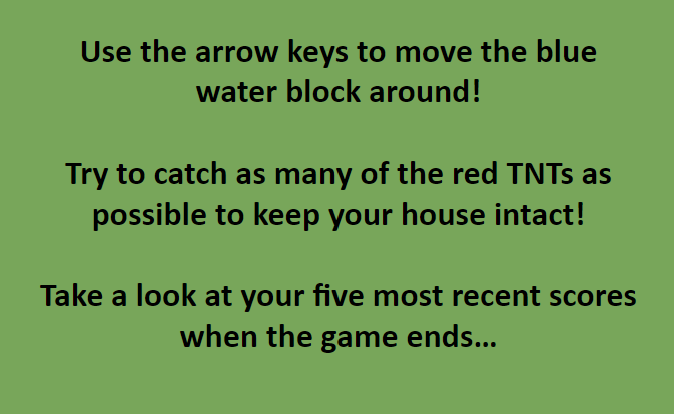 Use the arrow keys to move the blue
water block around!
Try to catch as many of the red TNTs as
possible to keep your house intact!
Take a look at your five most recent scores
when the game ends...